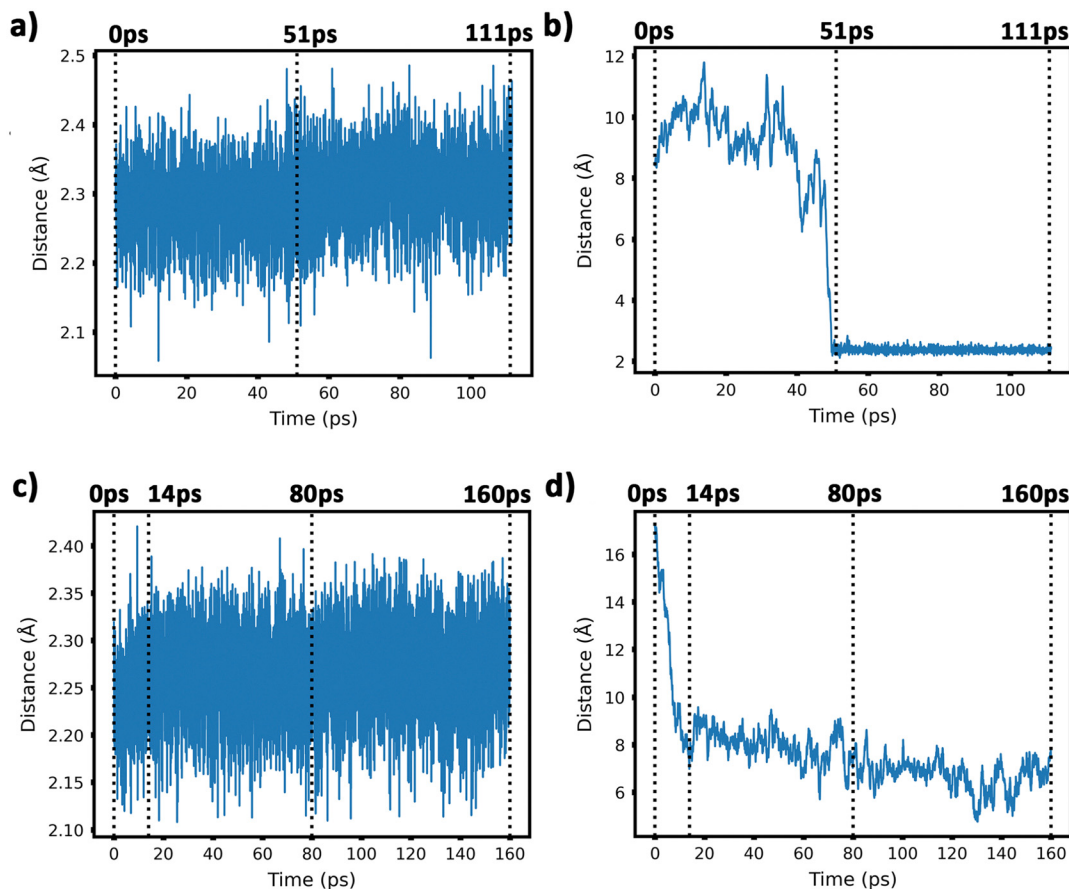 a)
0ps 51ps 111ps
2.5
2.4
2.3
2.2
2.1
Distance (Å)
0 20 40 60 80 100
Time (ps)
b)
0ps 51ps 111ps
12
10
8
6
4
2
Distance (Å)
0 20 40 60 80 100
Time (ps)
c)
0ps 14ps 80ps 160ps
2.40
2.35
2.30
2.25
2.20
2.15
2.10
Distance (Å)
0 20 40 60 80 100 120 140 160
Time (ps)
d)
0ps 14ps 80ps 160ps
16
14
12
10
8
6
Distance (Å)
0 20 40 60 80 100 120 140 160
Time (ps)